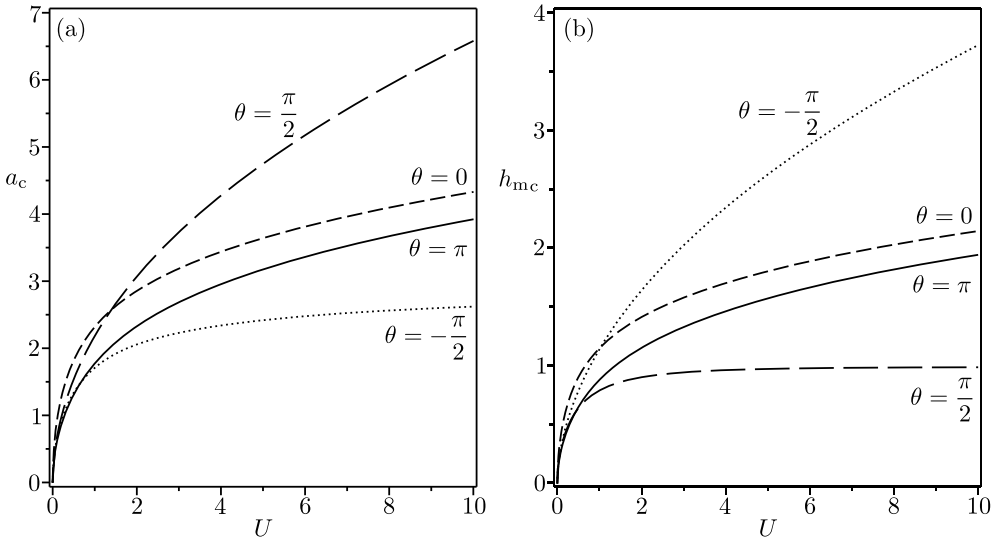 (a)
7
6
5
4
3
2
1
0
a_c
θ = π/2
θ = 0
θ = π
θ = −π/2
0 2 4 6 8 10
U
(b)
4
3
2
1
0
h_mc
θ = −π/2
θ = 0
θ = π
θ = π/2
0 2 4 6 8 10
U